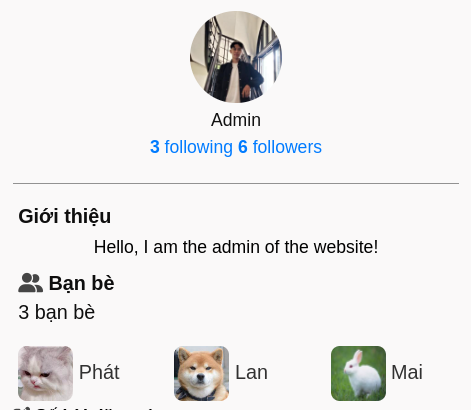 Admin
3 following 6 followers
Giới thiệu
Hello, I am the admin of the website!
Bạn bè
3 bạn bè
Phát Lan Mai